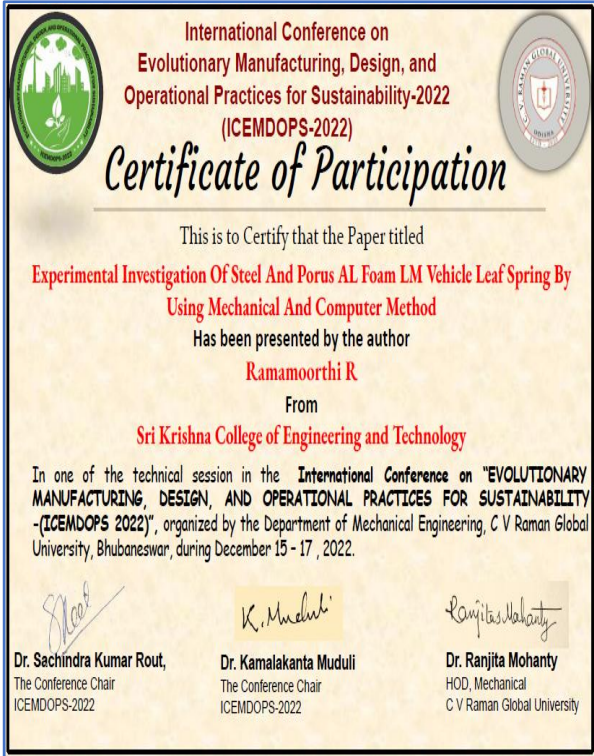 International Conference on
Evolutionary Manufacturing, Design, and
Operational Practices for Sustainability-2022
(ICEMDOPS-2022)
ICEMDOPS-2022
C. V. RAMAN GLOBAL UNIVERSITY
ODISHA
Certificate of Participation
This is to Certify that the Paper titled
Experimental Investigation Of Steel And Porus AL Foam LM Vehicle Leaf Spring By
Using Mechanical And Computer Method
Has been presented by the author
Ramamoorthi R
From
Sri Krishna College of Engineering and Technology
In one of the technical session in the International Conference on "EVOLUTIONARY
MANUFACTURING, DESIGN, AND OPERATIONAL PRACTICES FOR SUSTAINABILITY
-(ICEMDOPS 2022)", organized by the Department of Mechanical Engineering, C V Raman Global
University, Bhubaneswar, during December 15 - 17 , 2022.
K. Muduli
Ranjita Mohanty
Dr. Sachindra Kumar Rout,
The Conference Chair
ICEMDOPS-2022
Dr. Kamalakanta Muduli
The Conference Chair
ICEMDOPS-2022
Dr. Ranjita Mohanty
HOD, Mechanical
C V Raman Global University